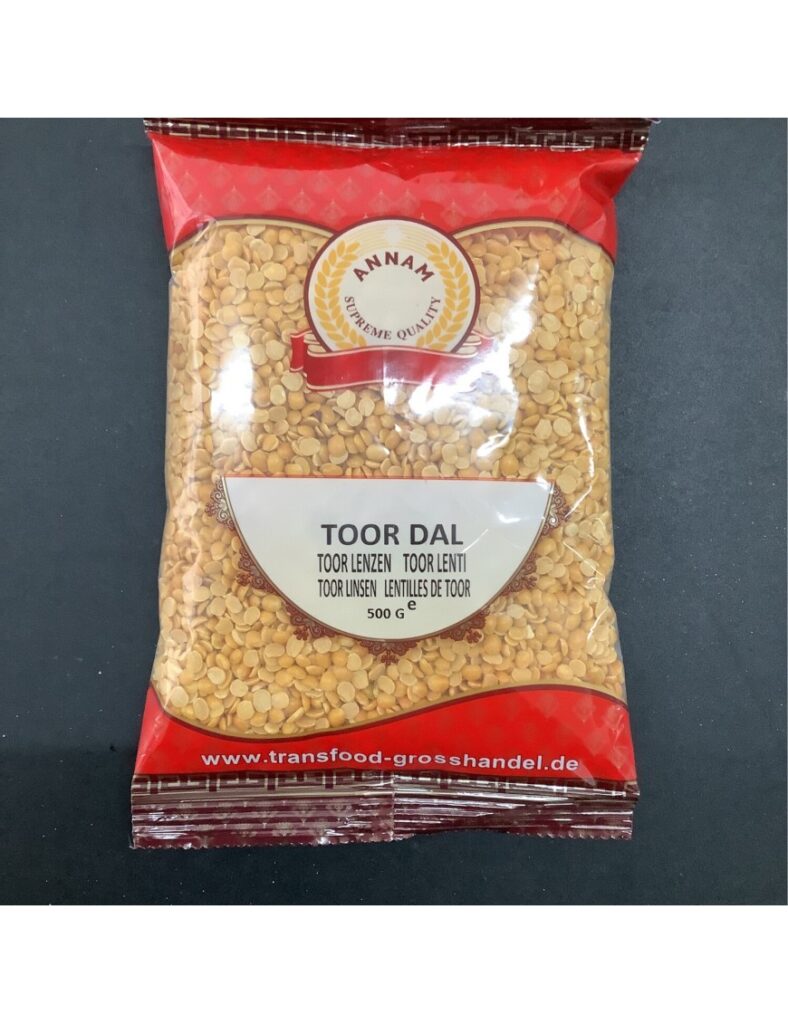 ANNAM
SUPREME QUALITY
TOOR DAL
TOOR LENZEN TOOR LENTI
TOOR LINSEN LENTILLES DE TOOR
500 G e
www.transfood-grosshandel.de